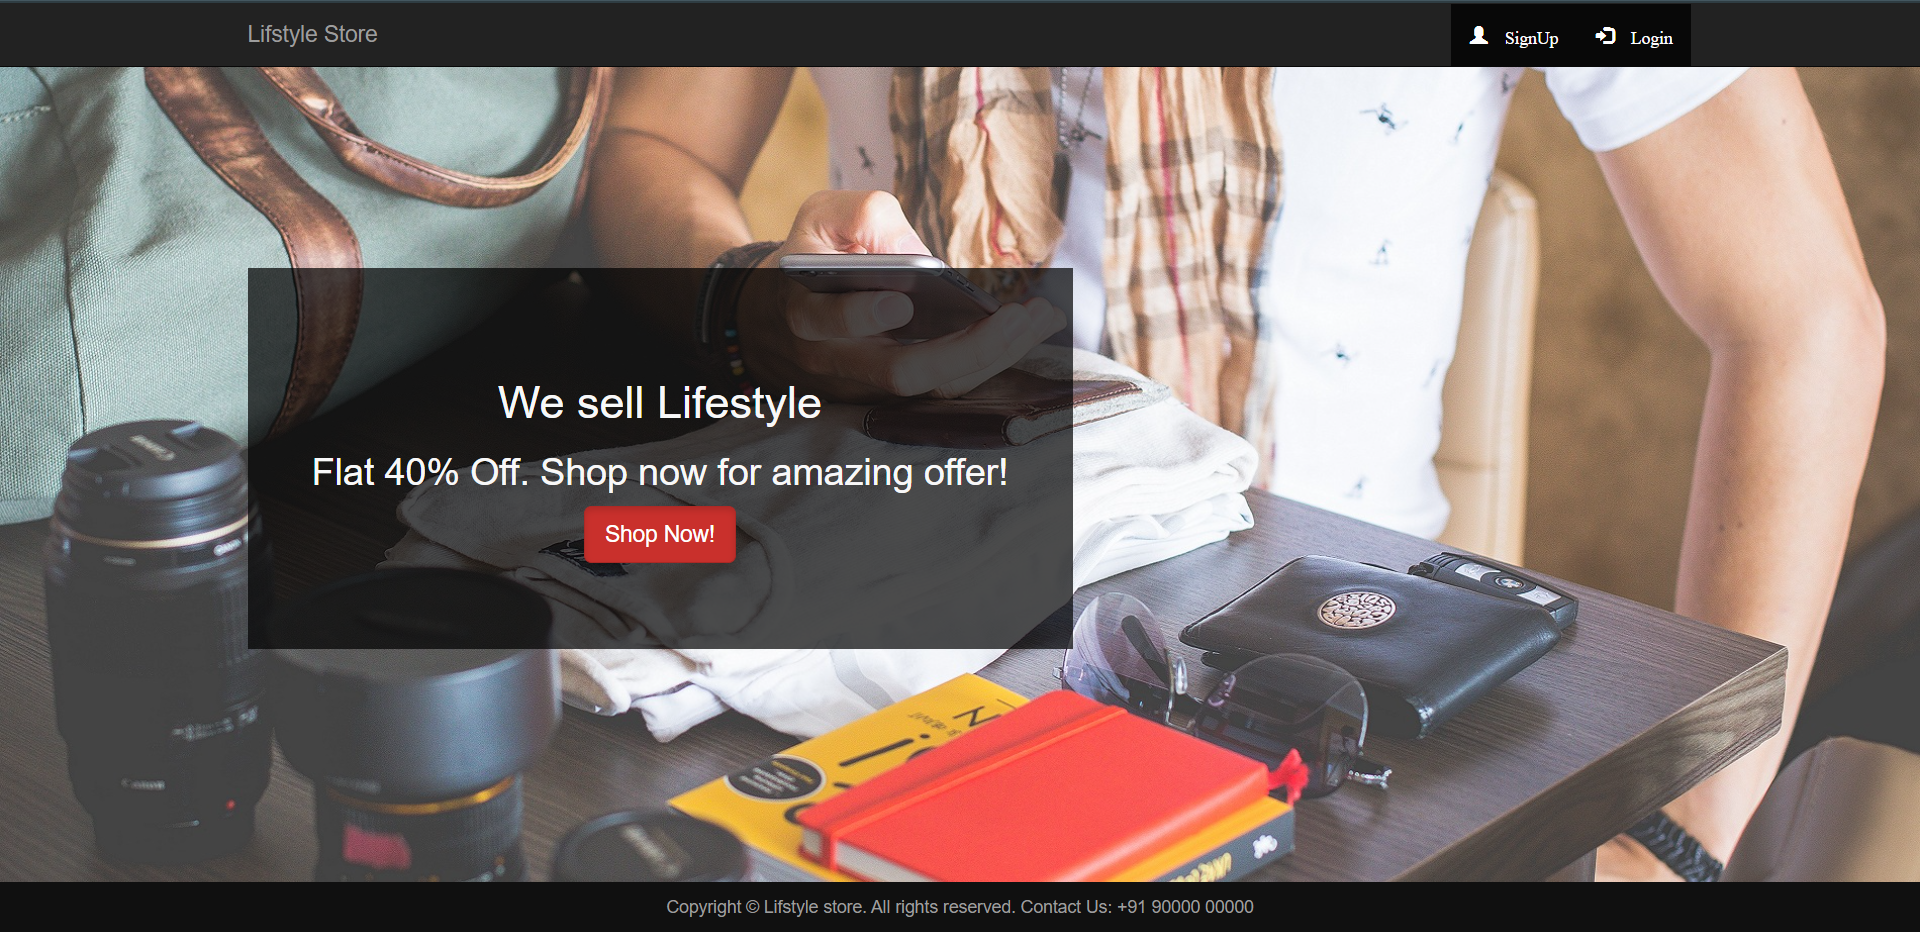 Lifstyle Store
SignUp
Login
We sell Lifestyle
Flat 40% Off. Shop now for amazing offer!
Shop Now!
Canon
Copyright © Lifstyle store. All rights reserved. Contact Us: +91 90000 00000